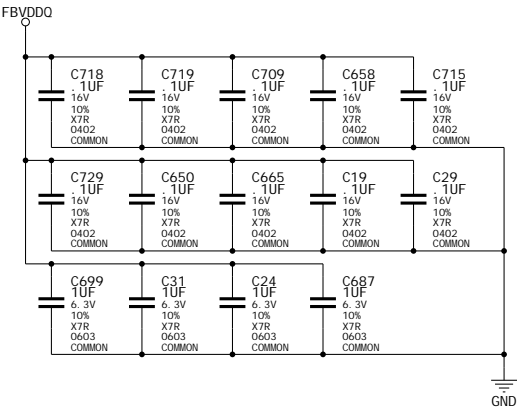 FBVDDQ
C718
.1UF
16V
10%
X7R
0402
COMMON
C719
.1UF
16V
10%
X7R
0402
COMMON
C709
.1UF
16V
10%
X7R
0402
COMMON
C658
.1UF
16V
10%
X7R
0402
COMMON
C715
.1UF
16V
10%
X7R
0402
COMMON
C729
.1UF
16V
10%
X7R
0402
COMMON
C650
.1UF
16V
10%
X7R
0402
COMMON
C665
.1UF
16V
10%
X7R
0402
COMMON
C19
.1UF
16V
10%
X7R
0402
COMMON
C29
.1UF
16V
10%
X7R
0402
COMMON
C699
1UF
6.3V
10%
X7R
0603
COMMON
C31
1UF
6.3V
10%
X7R
0603
COMMON
C24
1UF
6.3V
10%
X7R
0603
COMMON
C687
1UF
6.3V
10%
X7R
0603
COMMON
GND